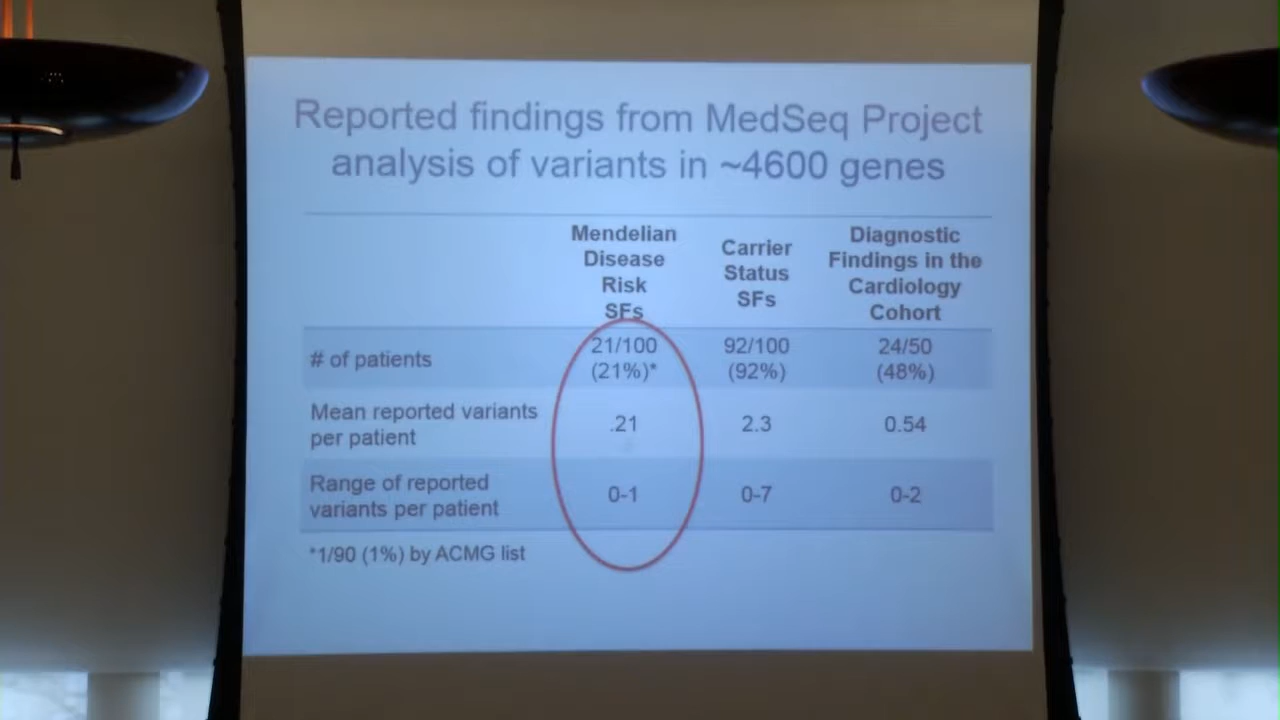 Reported findings from MedSeq Project
analysis of variants in ~4600 genes
Mendelian
Disease
Risk
SFs
Carrier
Status
SFs
Diagnostic
Findings in the
Cardiology
Cohort
# of patients
21/100
(21%)*
92/100
(92%)
24/50
(48%)
Mean reported variants
per patient
.21
2.3
0.54
Range of reported
variants per patient
0-1
0-7
0-2
*1/90 (1%) by ACMG list